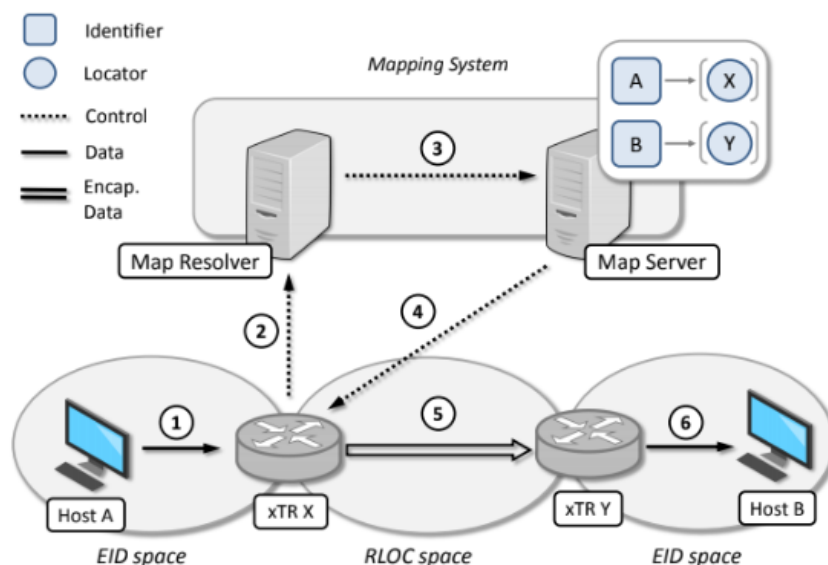 Identifier
Locator
Control
Data
Encap.
Data
Mapping System
A
X
B
Y
3
Map Resolver
Map Server
2
4
1
5
6
Host A
xTR X
xTR Y
Host B
EID space
RLOC space
EID space